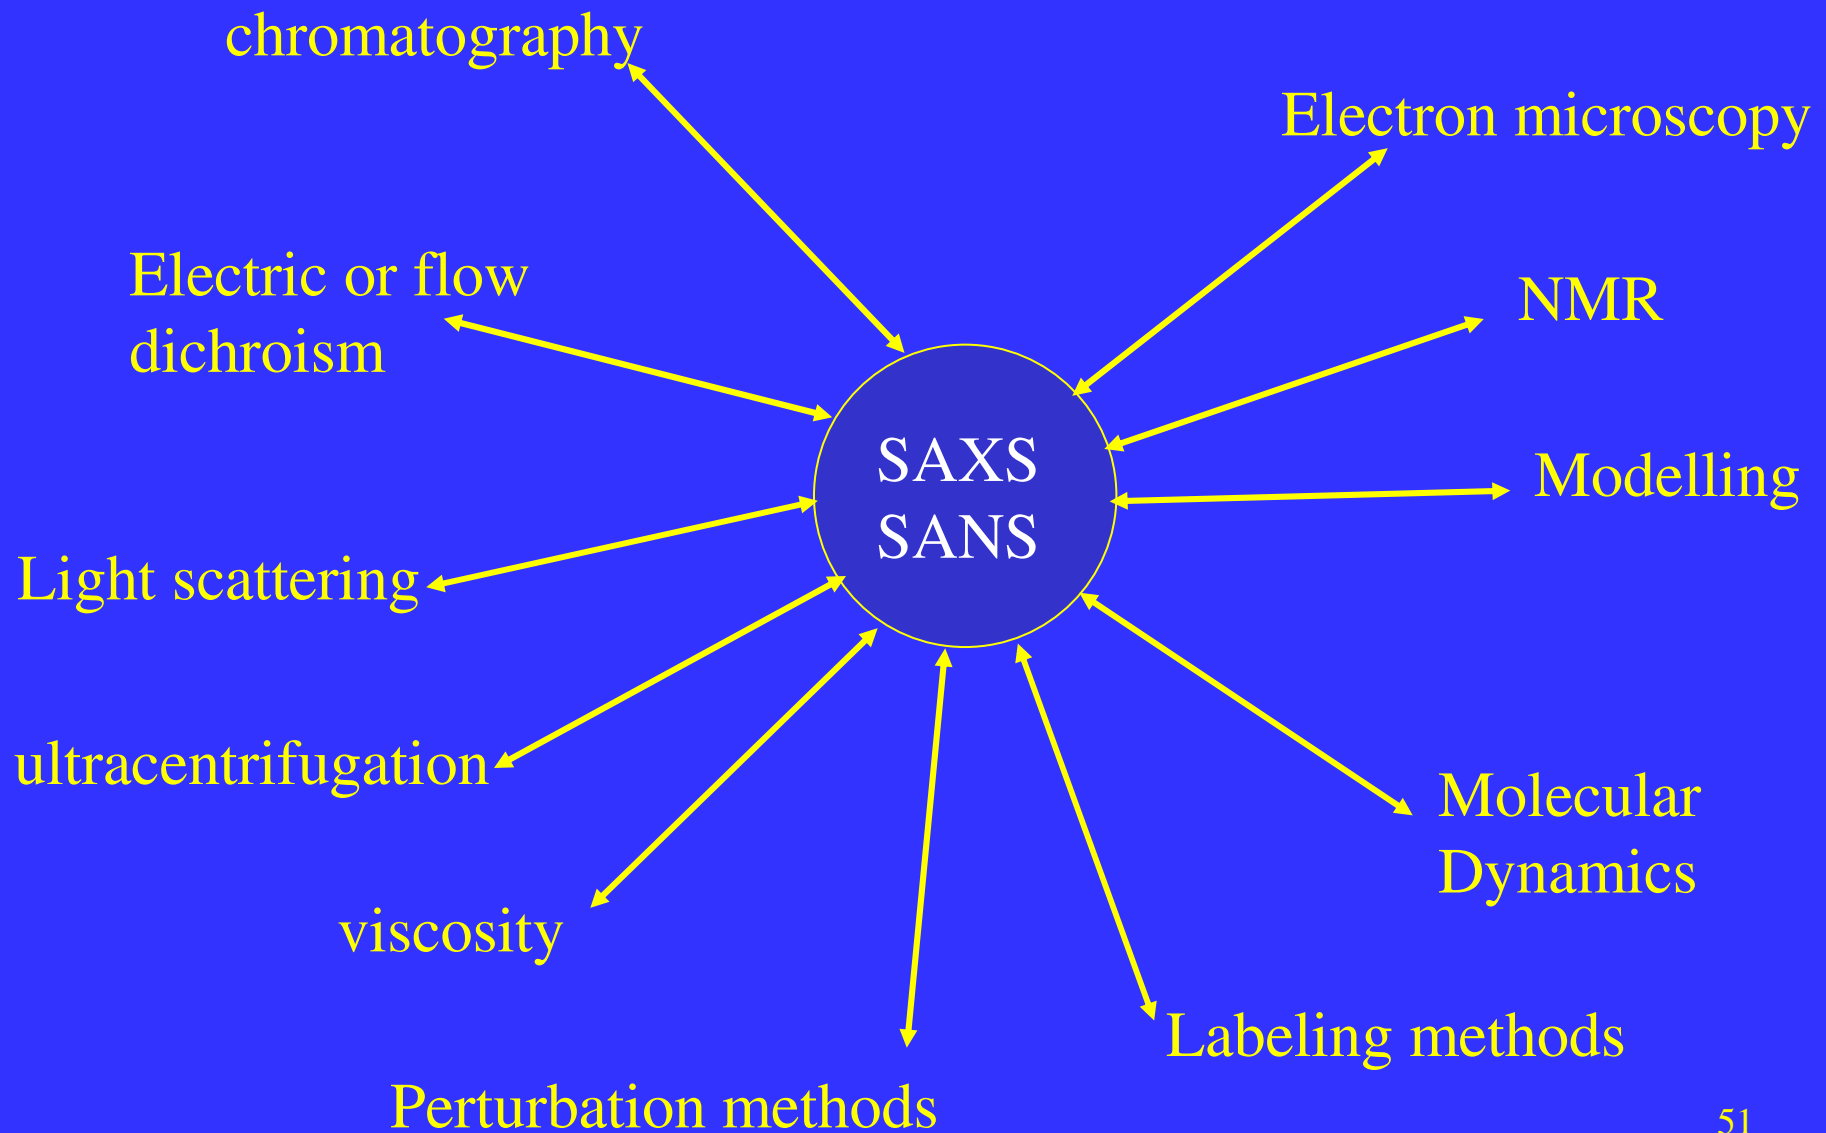 chromatography
Electron microscopy
Electric or flow
dichroism
NMR
SAXS
SANS
Modelling
Light scattering
ultracentrifugation
Molecular
Dynamics
viscosity
Labeling methods
Perturbation methods
51